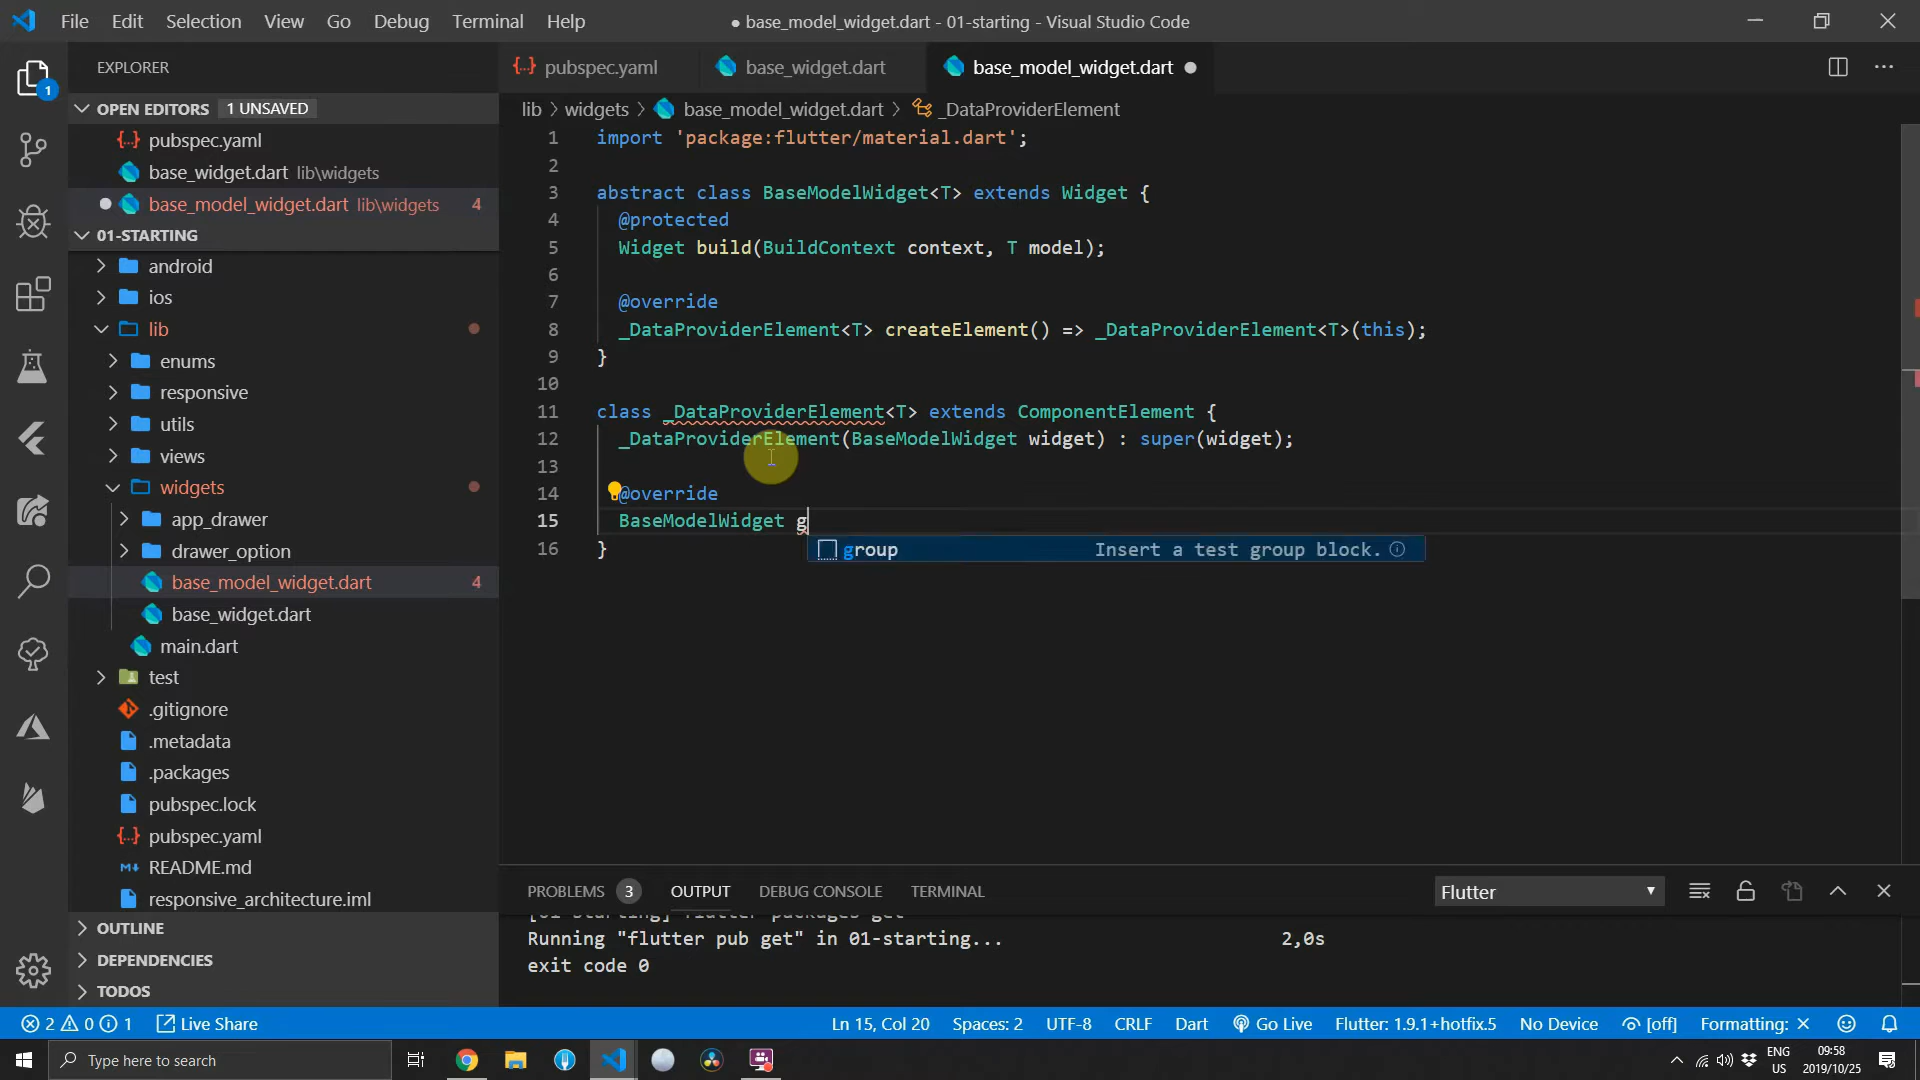 File Edit Selection View Go Debug Terminal Help
● base_model_widget.dart - 01-starting - Visual Studio Code
EXPLORER
OPEN EDITORS 1 UNSAVED
pubspec.yaml
base_widget.dart lib\widgets
base_model_widget.dart lib\widgets 4
01-STARTING
android
ios
lib
enums
responsive
utils
views
widgets
app_drawer
drawer_option
base_model_widget.dart 4
base_widget.dart
main.dart
test
.gitignore
.metadata
.packages
pubspec.lock
pubspec.yaml
README.md
responsive_architecture.iml
OUTLINE
DEPENDENCIES
TODOS
1
pubspec.yaml base_widget.dart base_model_widget.dart
lib > widgets > base_model_widget.dart > _DataProviderElement
1 import 'package:flutter/material.dart';
2
3 abstract class BaseModelWidget<T> extends Widget {
4 @protected
5 Widget build(BuildContext context, T model);
6
7 @override
8 _DataProviderElement<T> createElement() => _DataProviderElement<T>(this);
9 }
10
11 class _DataProviderElement<T> extends ComponentElement {
12 _DataProviderElement(BaseModelWidget widget) : super(widget);
13
14 @override
15 BaseModelWidget g
16 }
group Insert a test group block.
PROBLEMS 3 OUTPUT DEBUG CONSOLE TERMINAL
Flutter
[01-starting] flutter packages get
Running "flutter pub get" in 01-starting... 2,0s
exit code 0
2 0 1 Live Share
Ln 15, Col 20 Spaces: 2 UTF-8 CRLF Dart Go Live Flutter: 1.9.1+hotfix.5 No Device [off] Formatting: ×
Type here to search
ENG
US
09:58
2019/10/25